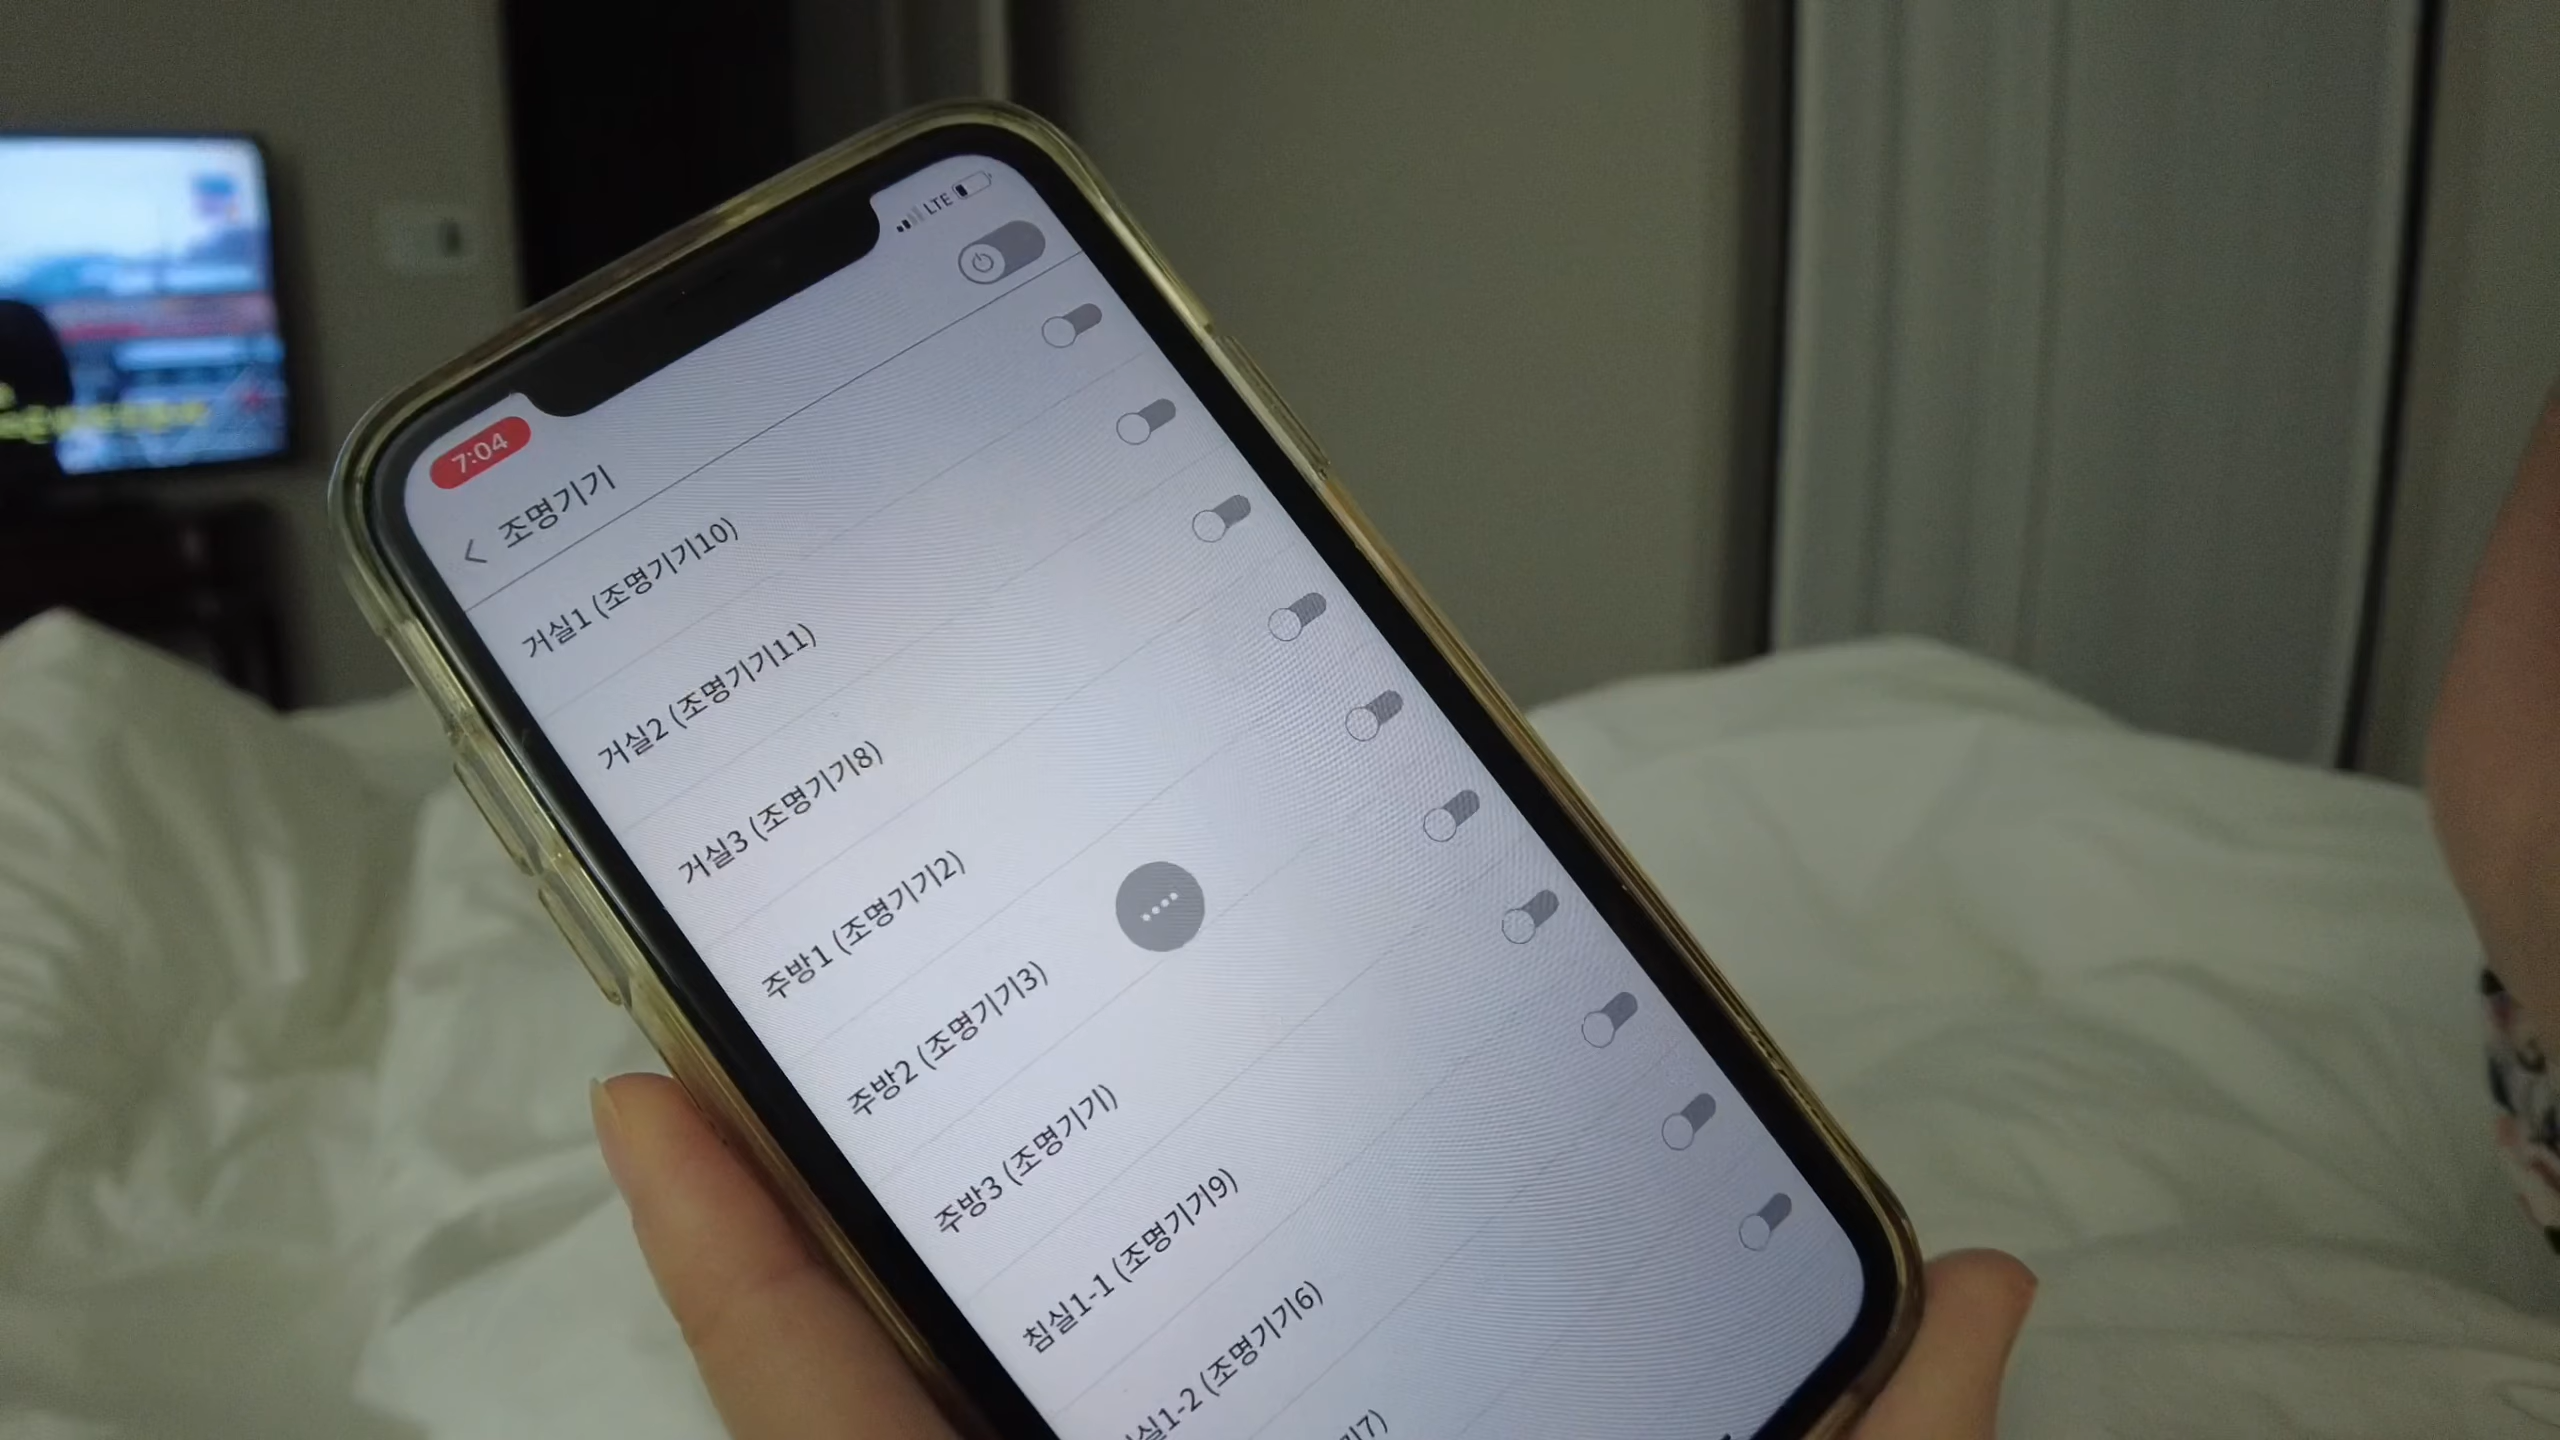 7:04
LTE
조명기기
거실1 (조명기기10)
거실2 (조명기기11)
거실3 (조명기기8)
주방1 (조명기기2)
주방2 (조명기기3)
주방3 (조명기기)
침실1-1 (조명기기9)
실1-2 (조명기기6)
7)